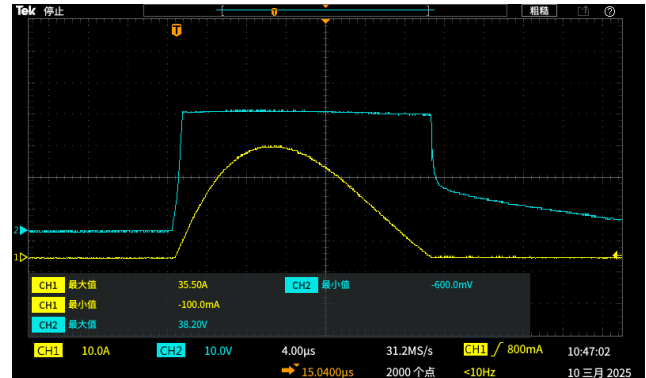 Tek 停止
粗糙
T
T
2
1
CH1 最大值 35.50A CH2 最小值 -600.0mV
CH1 最小值 -100.0mA
CH2 最大值 38.20V
CH1 10.0A CH2 10.0V 4.00µs 31.2MS/s CH1 800mA 10:47:02
15.0400µs 2000 个点 <10Hz 10 三月 2025